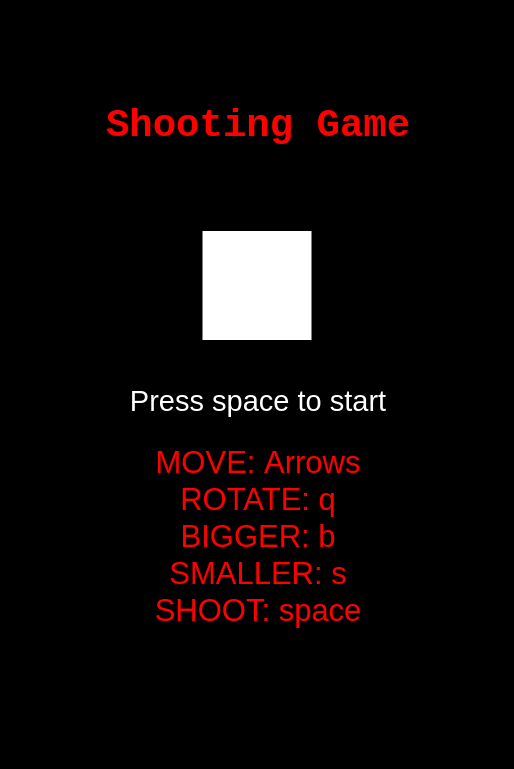 Shooting Game
Press space to start
MOVE: Arrows
ROTATE: q
BIGGER: b
SMALLER: s
SHOOT: space